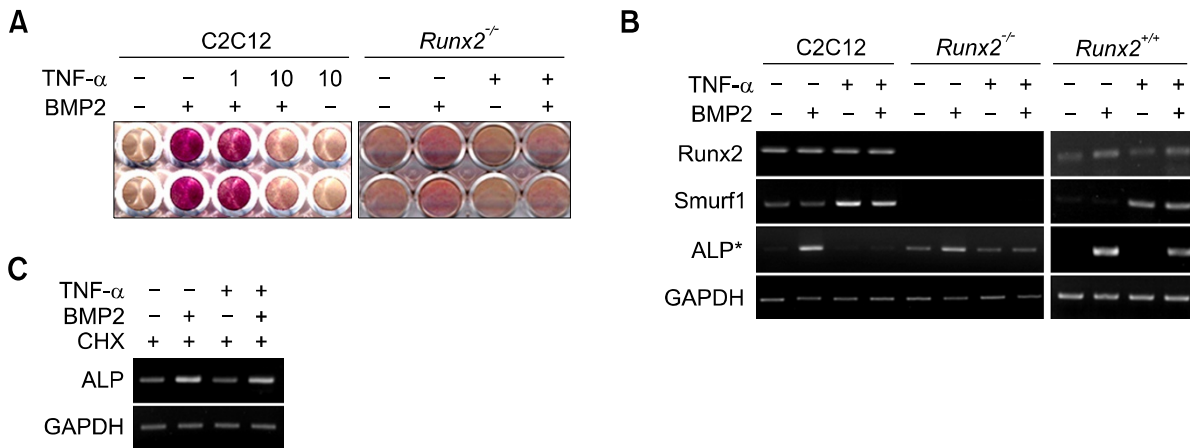 A
C2C12 Runx2-/-
TNF-α – – 1 10 10 – – + +
BMP2 – + + + – – + – +
B
C2C12 Runx2-/- Runx2+/+
TNF-α – – + + – – + + – – + +
BMP2 – + – + – + – + – + – +
Runx2
Smurf1
ALP*
GAPDH
C
TNF-α – – + +
BMP2 – + – +
CHX + + + +
ALP
GAPDH